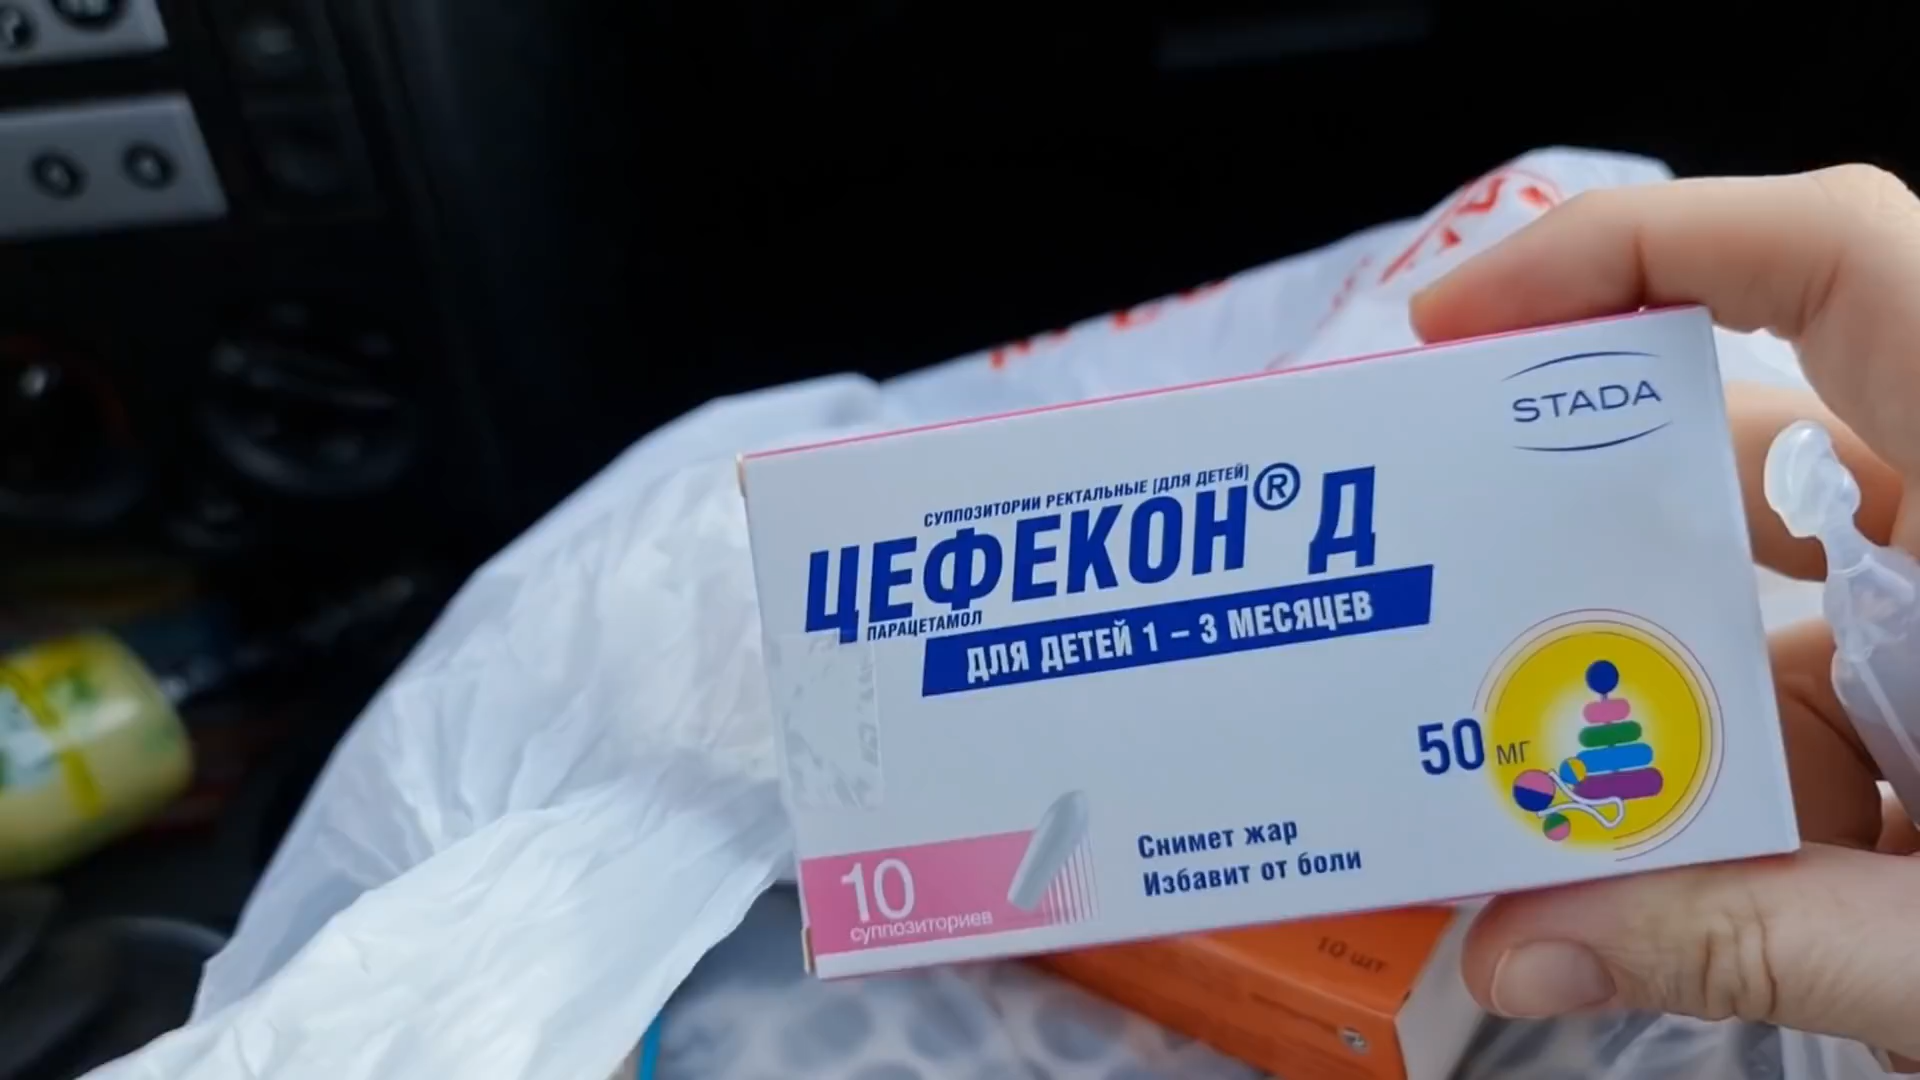 STADA
СУППОЗИТОРИИ РЕКТАЛЬНЫЕ [ДЛЯ ДЕТЕЙ]
ЦЕФЕКОН® Д
ПАРАЦЕТАМОЛ
ДЛЯ ДЕТЕЙ 1 – 3 МЕСЯЦЕВ
50 МГ
Снимет жар
Избавит от боли
10
суппозиториев
10 шт